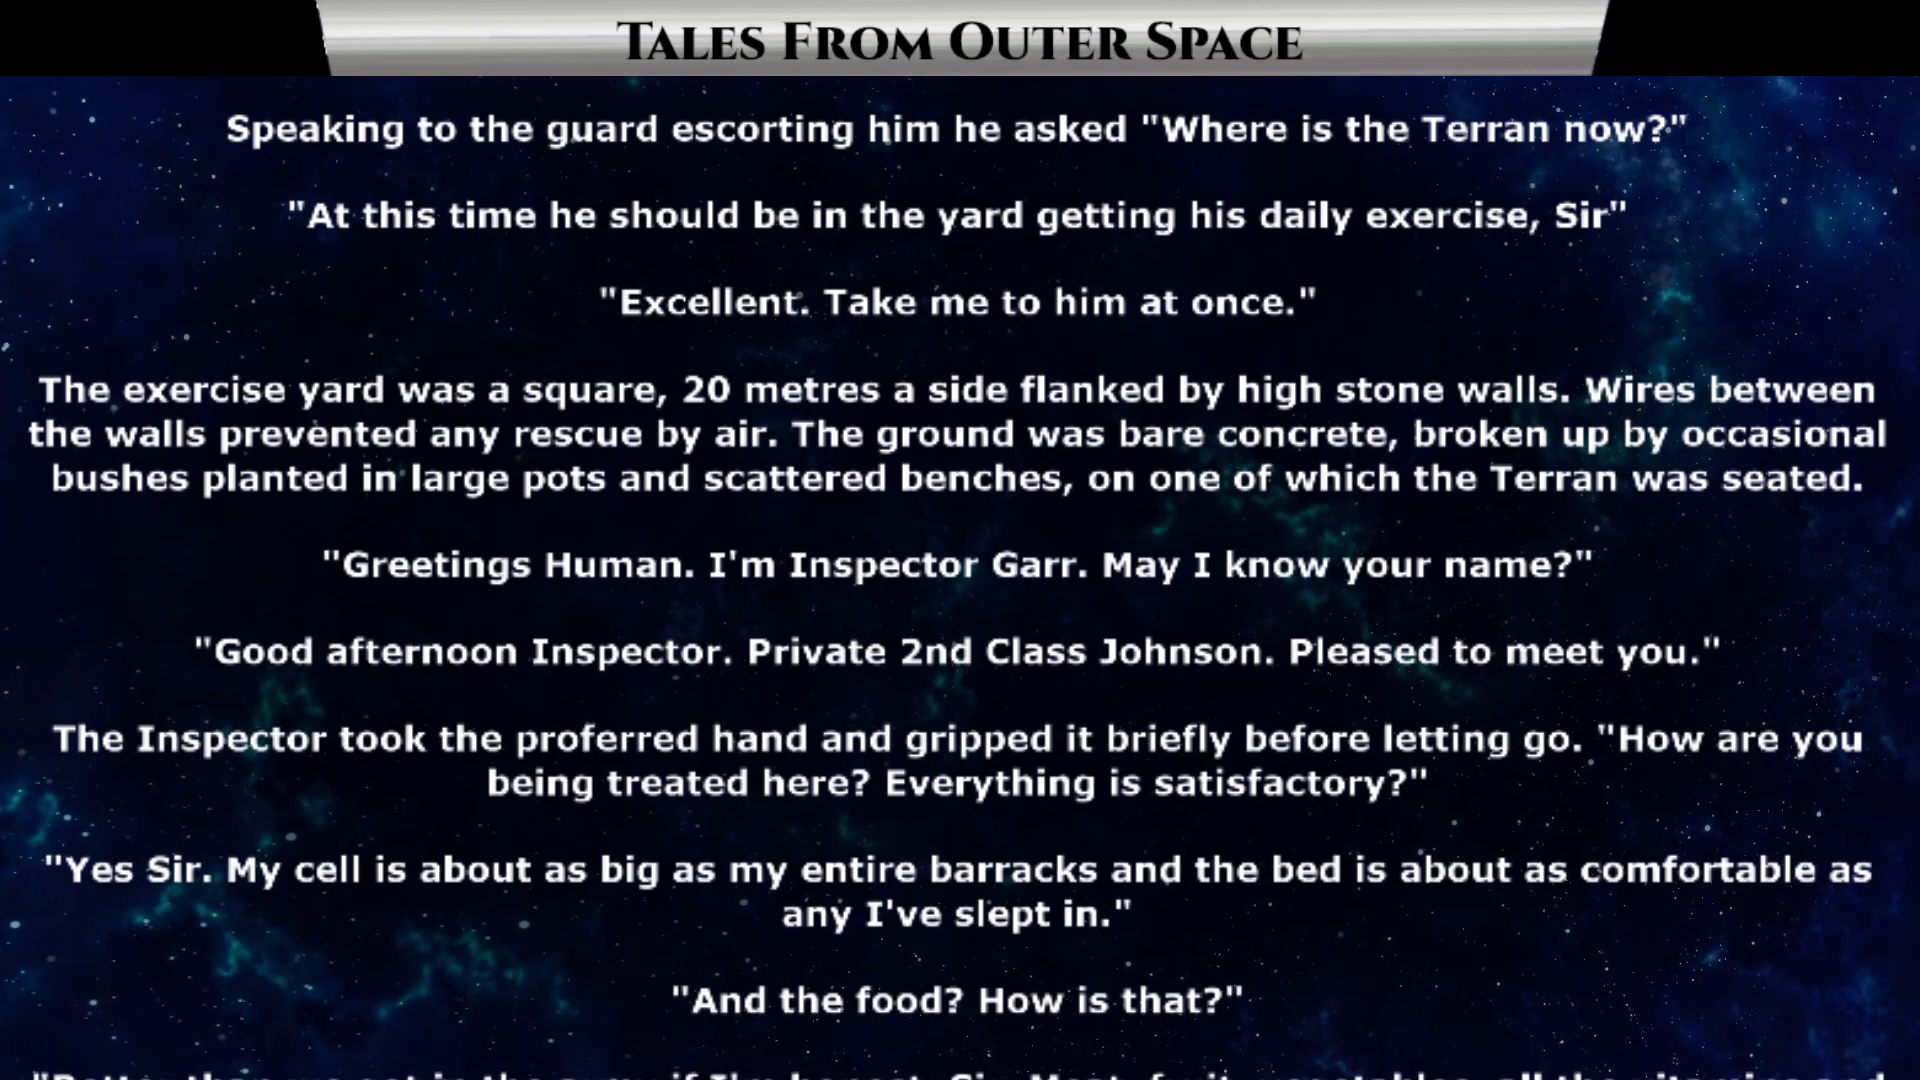 Tales From Outer Space
Speaking to the guard escorting him he asked "Where is the Terran now?"
"At this time he should be in the yard getting his daily exercise, Sir"
"Excellent. Take me to him at once."
The exercise yard was a square, 20 metres a side flanked by high stone walls. Wires between
the walls prevented any rescue by air. The ground was bare concrete, broken up by occasional
bushes planted in large pots and scattered benches, on one of which the Terran was seated.
"Greetings Human. I'm Inspector Garr. May I know your name?"
"Good afternoon Inspector. Private 2nd Class Johnson. Pleased to meet you."
The Inspector took the proferred hand and gripped it briefly before letting go. "How are you
being treated here? Everything is satisfactory?"
"Yes Sir. My cell is about as big as my entire barracks and the bed is about as comfortable as
any I've slept in."
"And the food? How is that?"